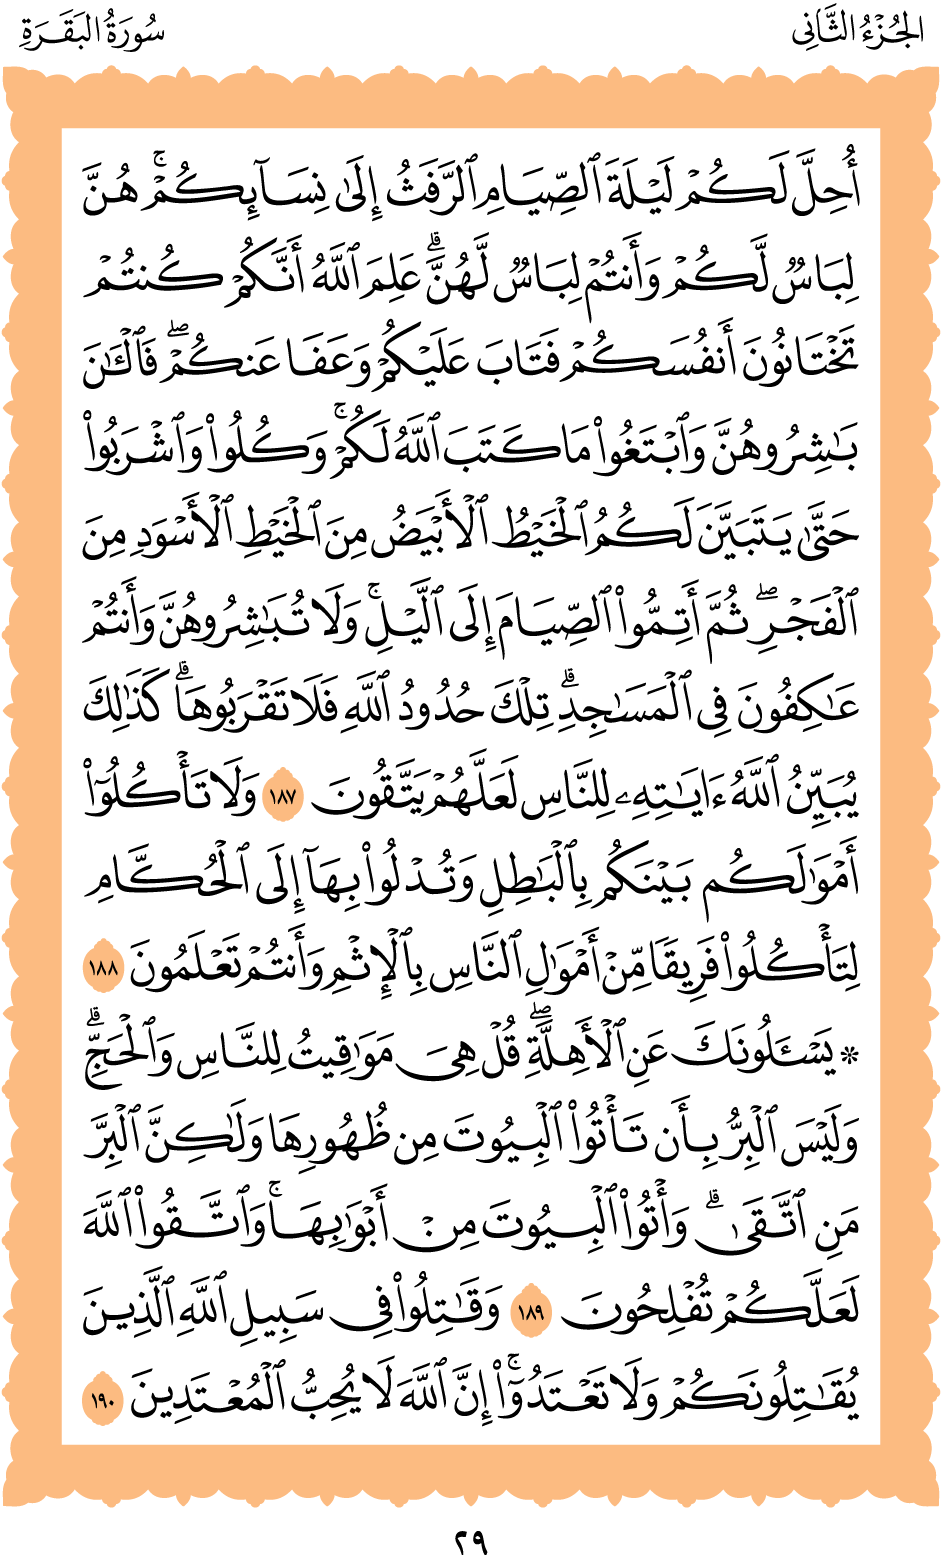 الجُزْءُ الثَّانِي
سُورَةُ البَقَرَةِ
أُحِلَّ لَكُمۡ لَيۡلَةَ ٱلصِّيَامِ ٱلرَّفَثُ إِلَىٰ نِسَآئِكُمۡۚ هُنَّ
لِبَاسٞ لَّكُمۡ وَأَنتُمۡ لِبَاسٞ لَّهُنَّۗ عَلِمَ ٱللَّهُ أَنَّكُمۡ كُنتُمۡ
تَخۡتَانُونَ أَنفُسَكُمۡ فَتَابَ عَلَيۡكُمۡ وَعَفَا عَنكُمۡۖ فَٱلۡـَٰٔنَ
بَٰشِرُوهُنَّ وَٱبۡتَغُواْ مَا كَتَبَ ٱللَّهُ لَكُمۡۚ وَكُلُواْ وَٱشۡرَبُواْ
حَتَّىٰ يَتَبَيَّنَ لَكُمُ ٱلۡخَيۡطُ ٱلۡأَبۡيَضُ مِنَ ٱلۡخَيۡطِ ٱلۡأَسۡوَدِ مِنَ
ٱلۡفَجۡرِۖ ثُمَّ أَتِمُّواْ ٱلصِّيَامَ إِلَى ٱلَّيۡلِۚ وَلَا تُبَٰشِرُوهُنَّ وَأَنتُمۡ
عَٰكِفُونَ فِي ٱلۡمَسَٰجِدِۗ تِلۡكَ حُدُودُ ٱللَّهِ فَلَا تَقۡرَبُوهَاۗ كَذَٰلِكَ
يُبَيِّنُ ٱللَّهُ ءَايَٰتِهِۦ لِلنَّاسِ لَعَلَّهُمۡ يَتَّقُونَ ١٨٧ وَلَا تَأۡكُلُوٓاْ
أَمۡوَٰلَكُم بَيۡنَكُم بِٱلۡبَٰطِلِ وَتُدۡلُواْ بِهَآ إِلَى ٱلۡحُكَّامِ
لِتَأۡكُلُواْ فَرِيقٗا مِّنۡ أَمۡوَٰلِ ٱلنَّاسِ بِٱلۡإِثۡمِ وَأَنتُمۡ تَعۡلَمُونَ ١٨٨
۞ يَسۡـَٔلُونَكَ عَنِ ٱلۡأَهِلَّةِۖ قُلۡ هِيَ مَوَٰقِيتُ لِلنَّاسِ وَٱلۡحَجِّۗ
وَلَيۡسَ ٱلۡبِرُّ بِأَن تَأۡتُواْ ٱلۡبُيُوتَ مِن ظُهُورِهَا وَلَٰكِنَّ ٱلۡبِرَّ
مَنِ ٱتَّقَىٰۗ وَأۡتُواْ ٱلۡبُيُوتَ مِنۡ أَبۡوَٰبِهَاۚ وَٱتَّقُواْ ٱللَّهَ
لَعَلَّكُمۡ تُفۡلِحُونَ ١٨٩ وَقَٰتِلُواْ فِي سَبِيلِ ٱللَّهِ ٱلَّذِينَ
يُقَٰتِلُونَكُمۡ وَلَا تَعۡتَدُوٓاْۚ إِنَّ ٱللَّهَ لَا يُحِبُّ ٱلۡمُعۡتَدِينَ ١٩٠
٢٩